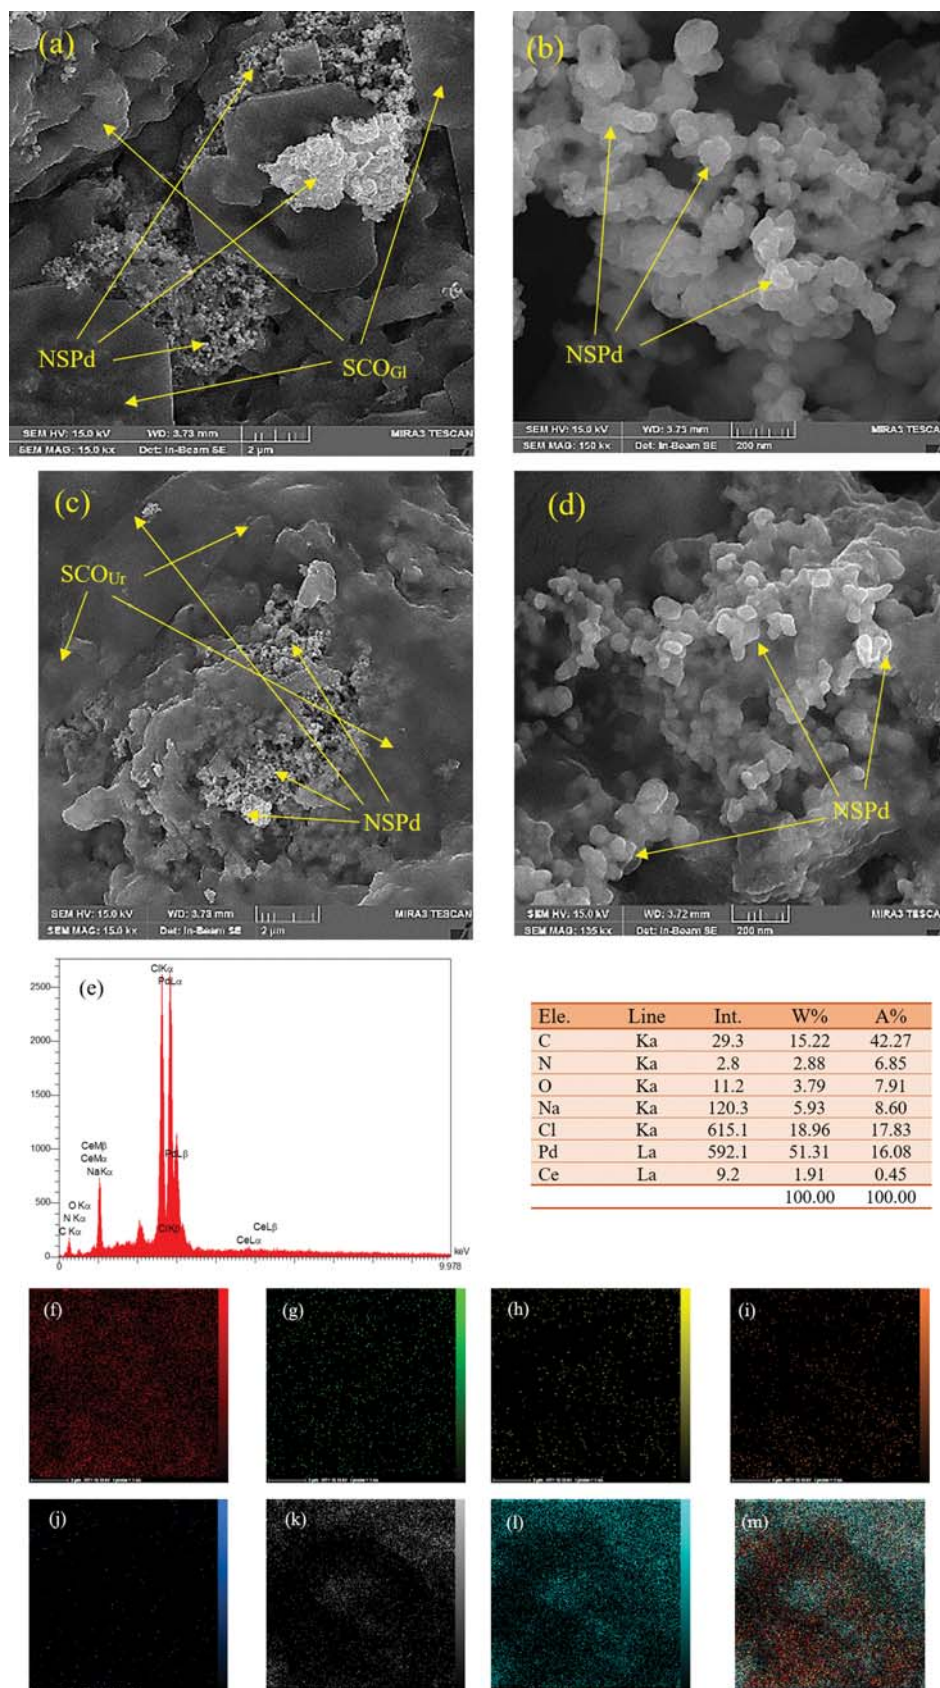 (a)
NSPd
SCOGl
SEM HV: 15.0 kV WD: 3.73 mm MIRA3 TESCAN
SEM MAG: 15.0 kx Det: In-Beam SE 2 µm
(b)
NSPd
SEM HV: 15.0 kV WD: 3.73 mm MIRA3 TESCAN
SEM MAG: 150 kx Det: In-Beam SE 200 nm
(c)
SCOUr
NSPd
SEM HV: 15.0 kV WD: 3.73 mm MIRA3 TESCAN
SEM MAG: 15.0 kx Det: In-Beam SE 2 µm
(d)
NSPd
SEM HV: 15.0 kV WD: 3.72 mm MIRA3 TESCAN
SEM MAG: 135 kx Det: In-Beam SE 200 nm
(e)
2500
2000
1500
1000
500
0
ClKα
PdLα
CeMβ
CeMα
NaKα
PdLβ
O Kα
N Kα
C Kα
ClKβ
CeLβ
CeLα
keV
0 9.978
Ele. Line Int. W% A%
C Ka 29.3 15.22 42.27
N Ka 2.8 2.88 6.85
O Ka 11.2 3.79 7.91
Na Ka 120.3 5.93 8.60
Cl Ka 615.1 18.96 17.83
Pd La 592.1 51.31 16.08
Ce La 9.2 1.91 0.45
100.00 100.00
(f)
(g)
(h)
(i)
(j)
(k)
(l)
(m)